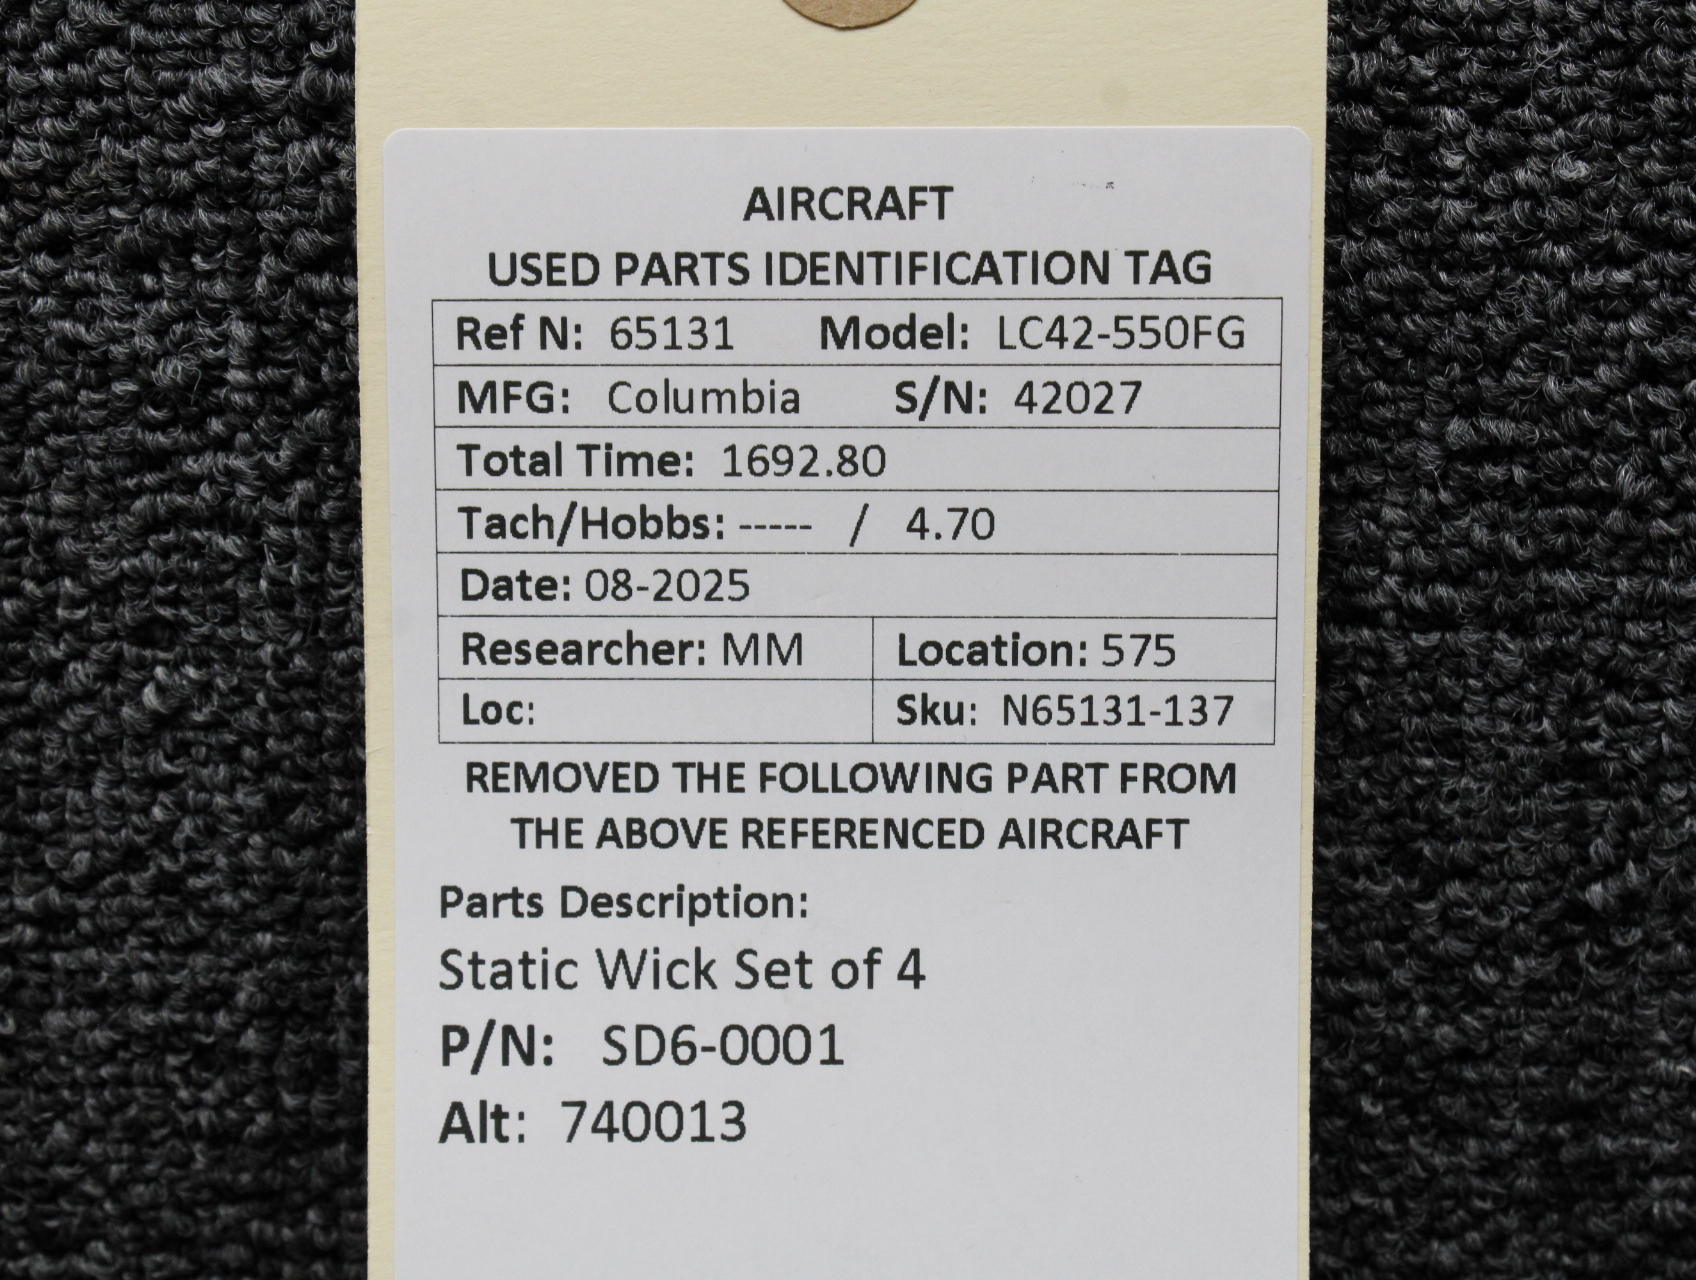 AIRCRAFT
USED PARTS IDENTIFICATION TAG
Ref N: 65131 Model: LC42-550FG
MFG: Columbia S/N: 42027
Total Time: 1692.80
Tach/Hobbs: ----- / 4.70
Date: 08-2025
Researcher: MM Location: 575
Loc: Sku: N65131-137
REMOVED THE FOLLOWING PART FROM
THE ABOVE REFERENCED AIRCRAFT
Parts Description:
Static Wick Set of 4
P/N: SD6-0001
Alt: 740013